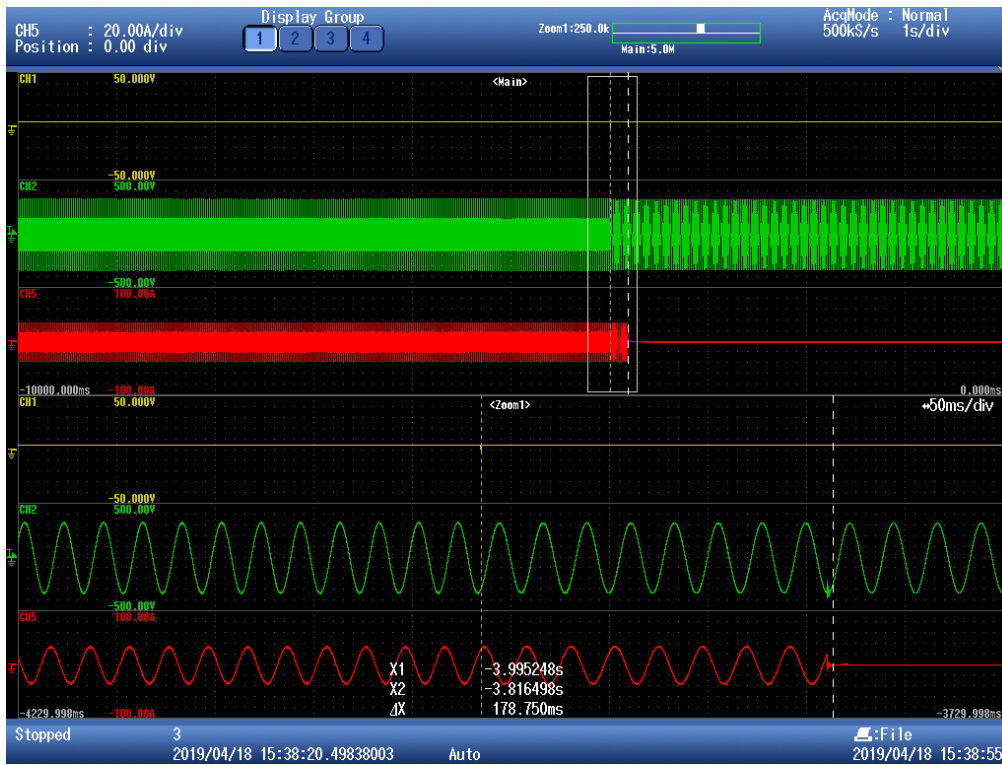 CH5 : 20.00A/div
Position : 0.00 div
Display Group
1 2 3 4
Zoom1:250.0k
Main:5.0M
AcqMode : Normal
500kS/s 1s/div
CH1 50.000V
<Main>
-50.000V
CH2 500.00V
-500.00V
CH5 100.00A
-10000.000ms -100.00A 0.000ms
CH1 50.000V
<Zoom1>
⇔50ms/div
-50.000V
CH2 500.00V
-500.00V
CH5 100.00A
X1 -3.995248s
X2 -3.816498s
ΔX 178.750ms
-4229.998ms -100.00A -3729.998ms
Stopped 3
2019/04/18 15:38:20.49838003 Auto
:File
2019/04/18 15:38:55